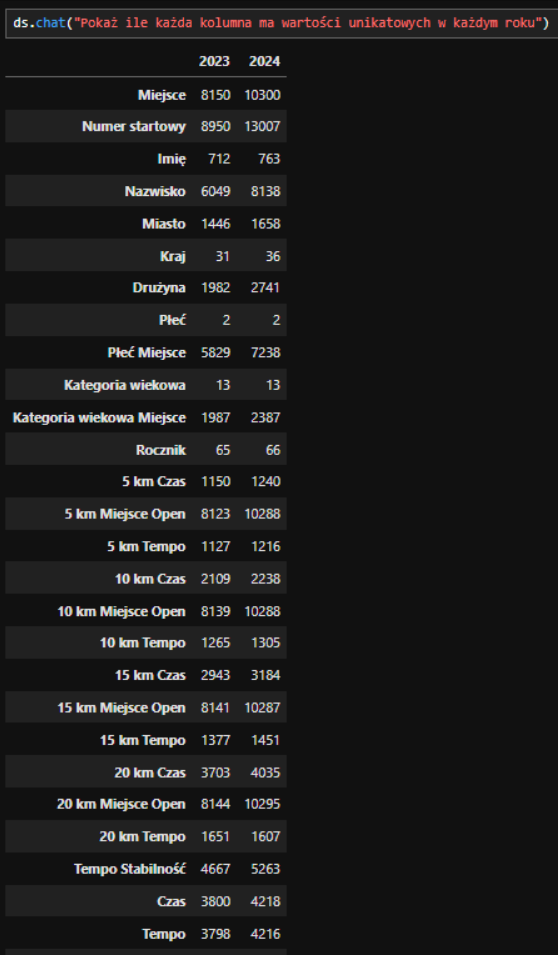 ds.chat("Pokaż ile każda kolumna ma wartości unikatowych w każdym roku")
2023 2024
Miejsce 8150 10300
Numer startowy 8950 13007
Imię 712 763
Nazwisko 6049 8138
Miasto 1446 1658
Kraj 31 36
Drużyna 1982 2741
Płeć 2 2
Płeć Miejsce 5829 7238
Kategoria wiekowa 13 13
Kategoria wiekowa Miejsce 1987 2387
Rocznik 65 66
5 km Czas 1150 1240
5 km Miejsce Open 8123 10288
5 km Tempo 1127 1216
10 km Czas 2109 2238
10 km Miejsce Open 8139 10288
10 km Tempo 1265 1305
15 km Czas 2943 3184
15 km Miejsce Open 8141 10287
15 km Tempo 1377 1451
20 km Czas 3703 4035
20 km Miejsce Open 8144 10295
20 km Tempo 1651 1607
Tempo Stabilność 4667 5263
Czas 3800 4218
Tempo 3798 4216